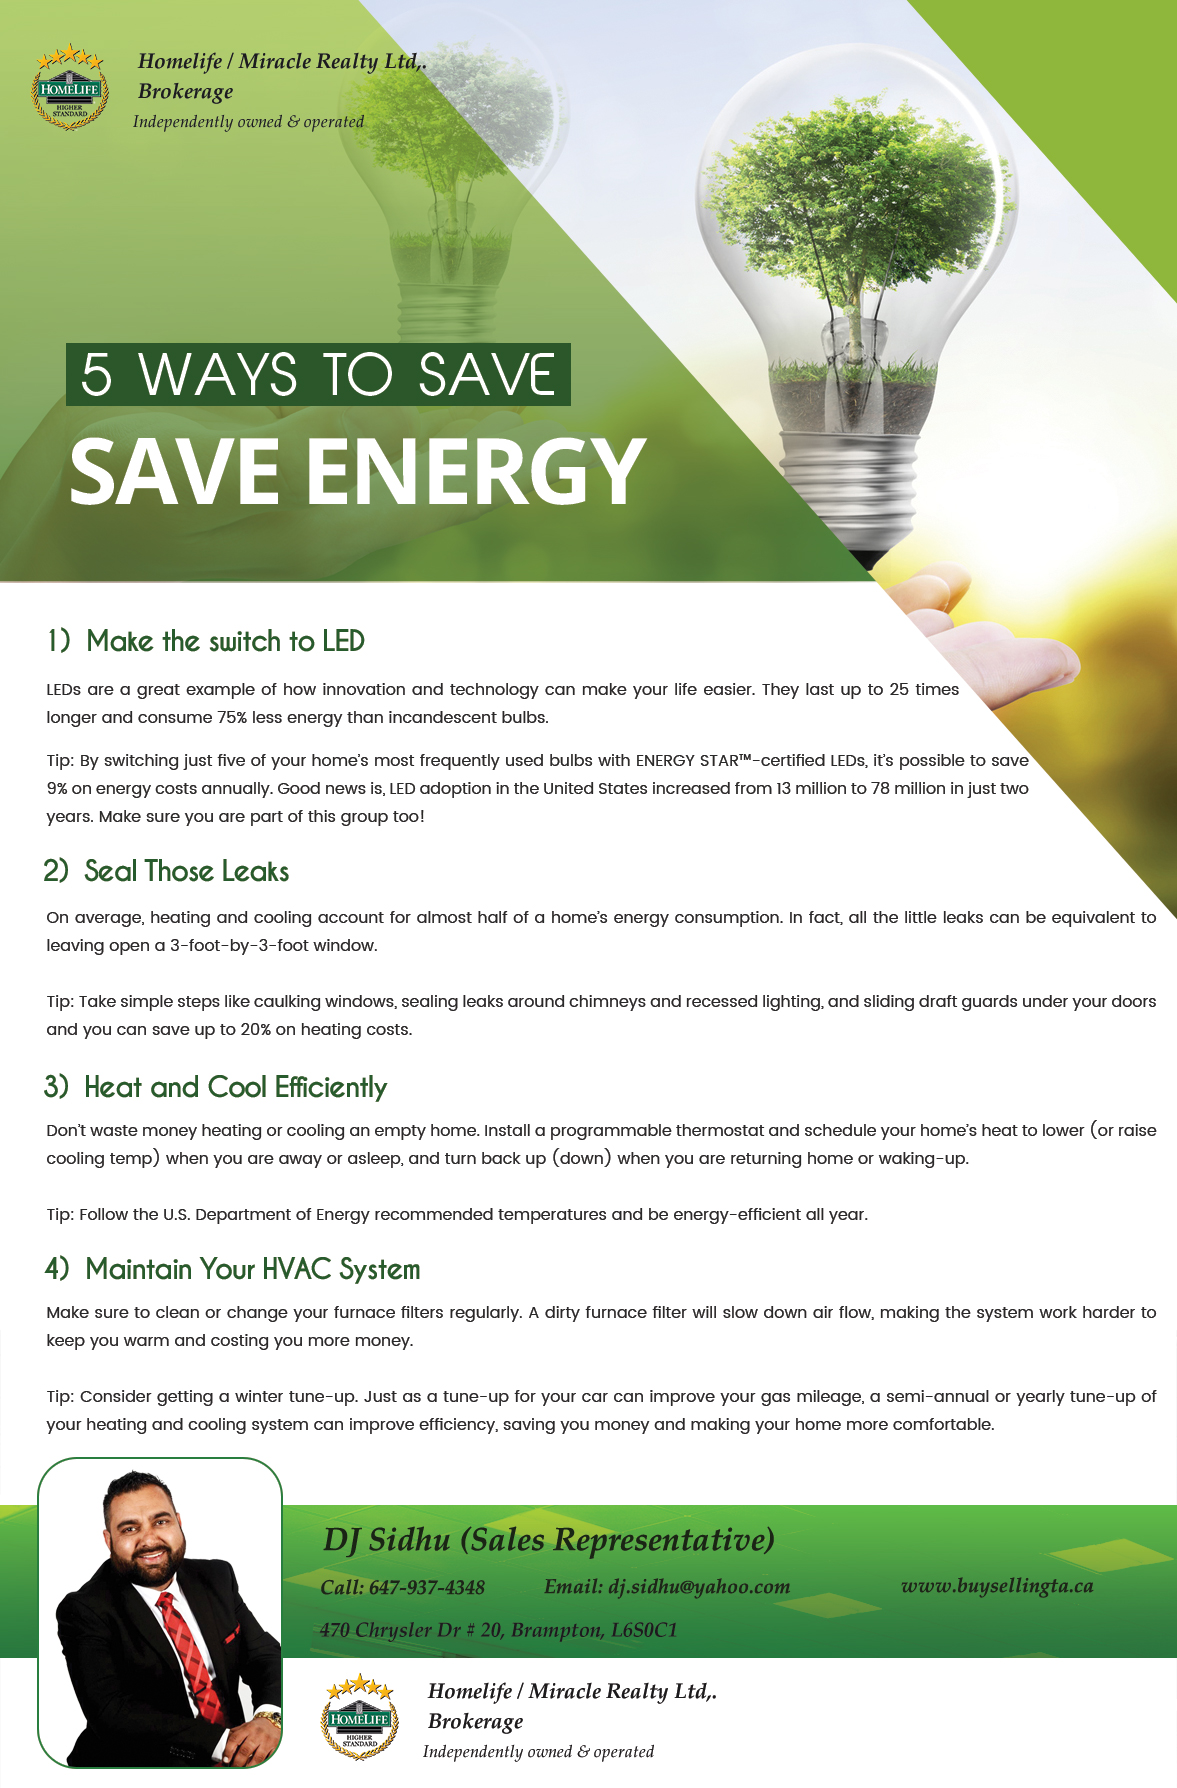 HOMELIFE
HIGHER
STANDARD
Homelife / Miracle Realty Ltd,.
Brokerage
Independently owned & operated
5 WAYS TO SAVE
SAVE ENERGY
1) Make the switch to LED
LEDs are a great example of how innovation and technology can make your life easier. They last up to 25 times
longer and consume 75% less energy than incandescent bulbs.
Tip: By switching just five of your home's most frequently used bulbs with ENERGY STAR™-certified LEDs, it's possible to save
9% on energy costs annually. Good news is, LED adoption in the United States increased from 13 million to 78 million in just two
years. Make sure you are part of this group too!
2) Seal Those Leaks
On average, heating and cooling account for almost half of a home's energy consumption. In fact, all the little leaks can be equivalent to
leaving open a 3-foot-by-3-foot window.
Tip: Take simple steps like caulking windows, sealing leaks around chimneys and recessed lighting, and sliding draft guards under your doors
and you can save up to 20% on heating costs.
3) Heat and Cool Efficiently
Don't waste money heating or cooling an empty home. Install a programmable thermostat and schedule your home's heat to lower (or raise
cooling temp) when you are away or asleep, and turn back up (down) when you are returning home or waking-up.
Tip: Follow the U.S. Department of Energy recommended temperatures and be energy-efficient all year.
4) Maintain Your HVAC System
Make sure to clean or change your furnace filters regularly. A dirty furnace filter will slow down air flow, making the system work harder to
keep you warm and costing you more money.
Tip: Consider getting a winter tune-up. Just as a tune-up for your car can improve your gas mileage, a semi-annual or yearly tune-up of
your heating and cooling system can improve efficiency, saving you money and making your home more comfortable.
DJ Sidhu (Sales Representative)
Call: 647-937-4348 Email: dj.sidhu@yahoo.com www.buysellingta.ca
470 Chrysler Dr # 20, Brampton, L6S0C1
HOMELIFE
HIGHER
STANDARD
Homelife / Miracle Realty Ltd,.
Brokerage
Independently owned & operated